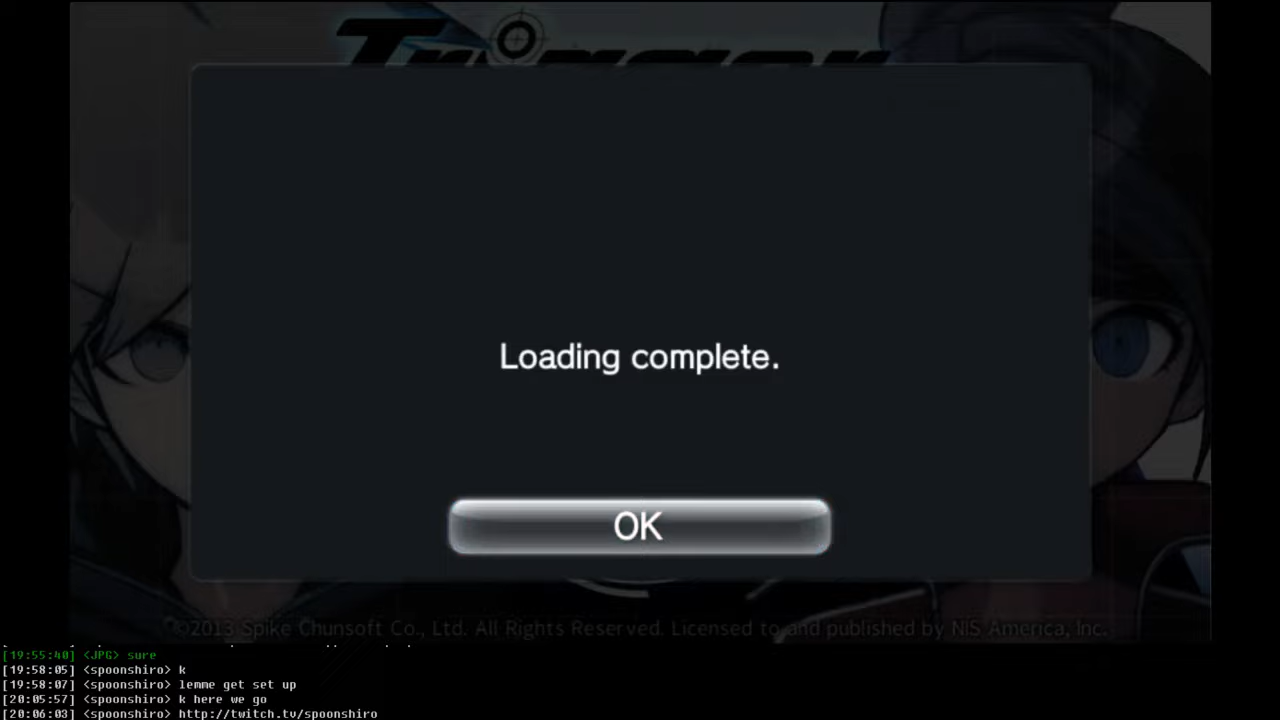 Loading complete.
OK
©2013 Spike Chunsoft Co., Ltd. All Rights Reserved. Licensed to and published by NIS America, Inc.
[19:55:40] <JPG> sure
[19:58:05] <spoonshiro> k
[19:58:07] <spoonshiro> lemme get set up
[20:05:57] <spoonshiro> k here we go
[20:06:03] <spoonshiro> http://twitch.tv/spoonshiro